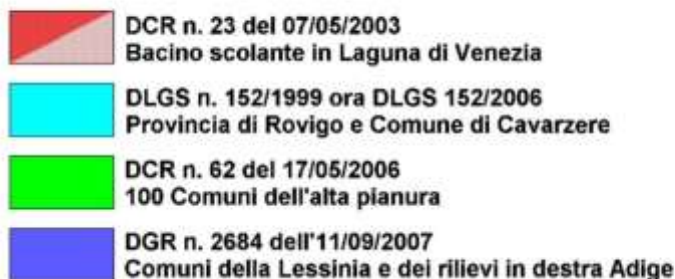 DCR n. 23 del 07/05/2003
Bacino scolante in Laguna di Venezia
DLGS n. 152/1999 ora DLGS 152/2006
Provincia di Rovigo e Comune di Cavarzere
DCR n. 62 del 17/05/2006
100 Comuni dell'alta pianura
DGR n. 2684 dell'11/09/2007
Comuni della Lessinia e dei rilievi in destra Adige